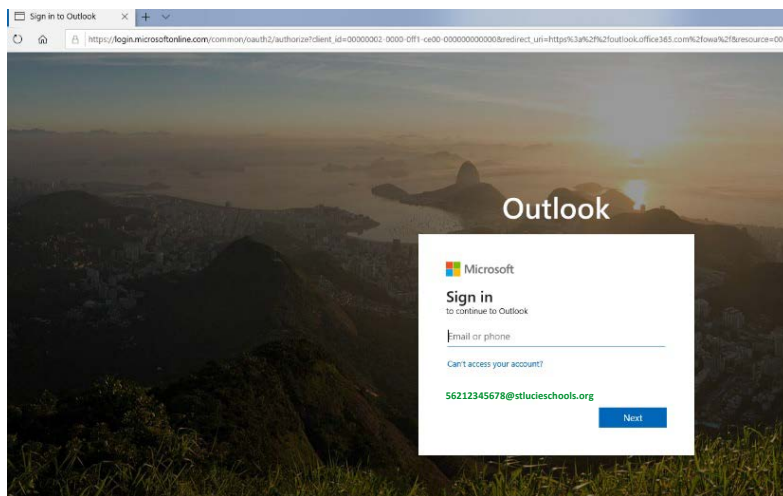 Sign in to Outlook
https://login.microsoftonline.com/common/oauth2/authorize?client_id=00000002-0000-0ff1-ce00-000000000000&redirect_uri=https%3a%2f%2foutlook.office365.com%2fowa%2f&resource=00
Outlook
Microsoft
Sign in
to continue to Outlook
Email or phone
Can't access your account?
56212345678@stlucieschools.org
Next